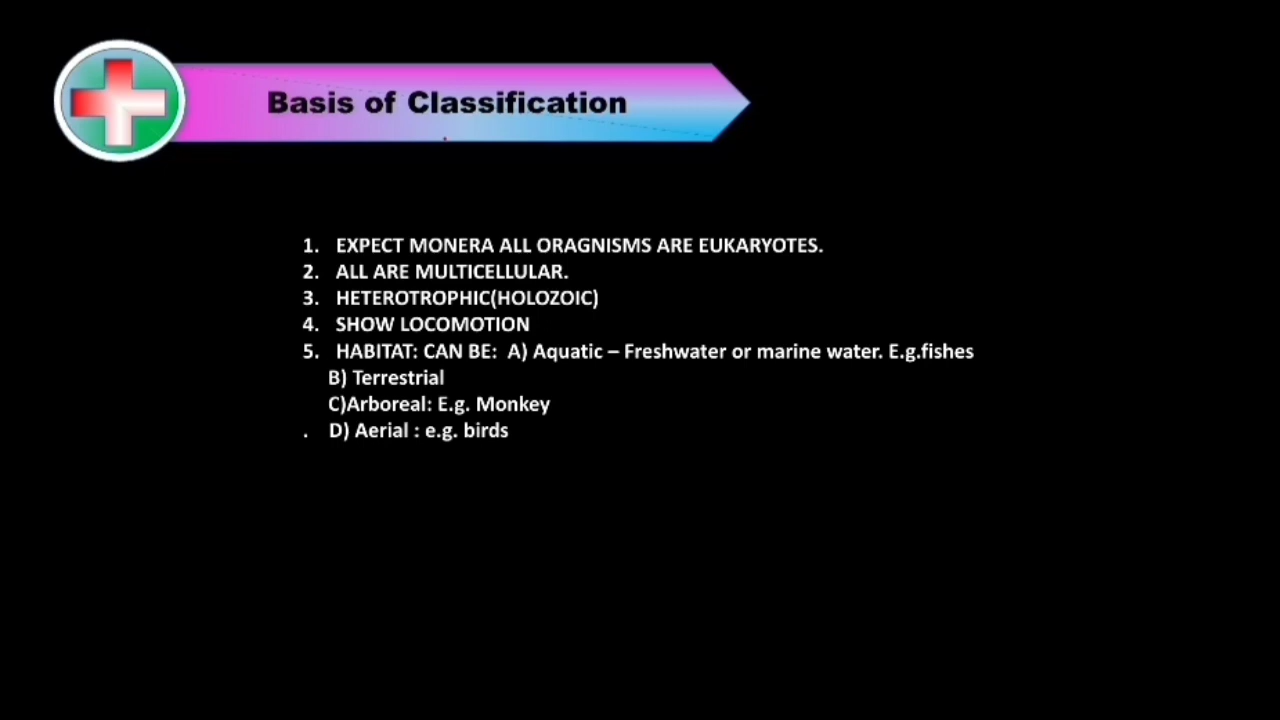 Basis of Classification
1. EXPECT MONERA ALL ORAGNISMS ARE EUKARYOTES.
2. ALL ARE MULTICELLULAR.
3. HETEROTROPHIC(HOLOZOIC)
4. SHOW LOCOMOTION
5. HABITAT: CAN BE: A) Aquatic – Freshwater or marine water. E.g.fishes
B) Terrestrial
C)Arboreal: E.g. Monkey
. D) Aerial : e.g. birds